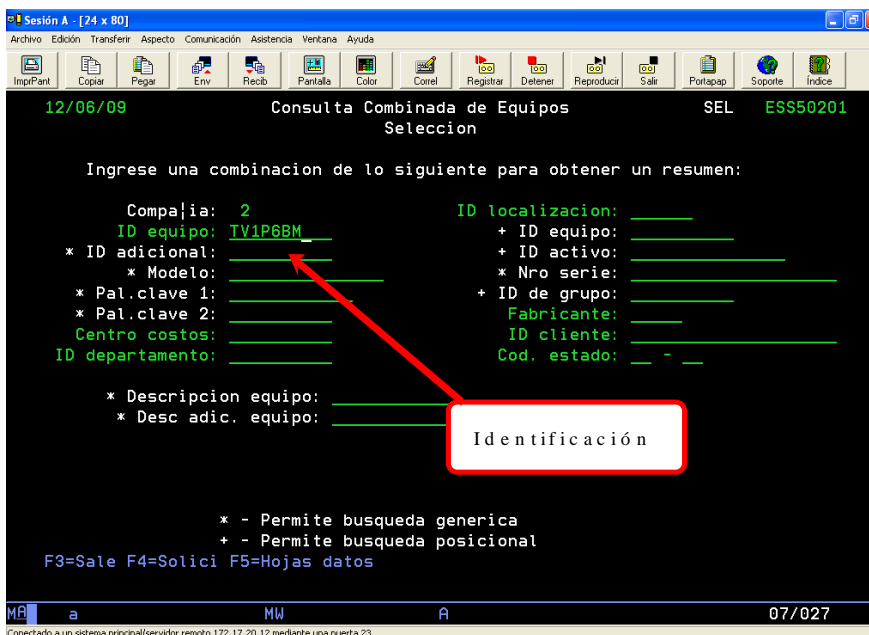 Sesión A - [24 x 80]
Archivo Edición Transferir Aspecto Comunicación Asistencia Ventana Ayuda
ImprPant Copiar Pegar Env Recib Pantalla Color Correl Registrar Detener Reproducir Salir Portapap Soporte Índice
12/06/09 Consulta Combinada de Equipos SEL ESS50201
Seleccion
Ingrese una combinacion de lo siguiente para obtener un resumen:
Compa¦ia: 2 ID localizacion:
ID equipo: TV1P6BM + ID equipo:
* ID adicional: + ID activo:
* Modelo: * Nro serie:
* Pal.clave 1: + ID de grupo:
* Pal.clave 2: Fabricante:
Centro costos: ID cliente:
ID departamento: Cod. estado: -
* Descripcion equipo:
* Desc adic. equipo:
Identificación
* - Permite busqueda generica
+ - Permite busqueda posicional
F3=Sale F4=Solici F5=Hojas datos
MA a MW A 07/027
Conectado a un sistema principal/servidor remoto 172.17.20.12 mediante una puerta 23